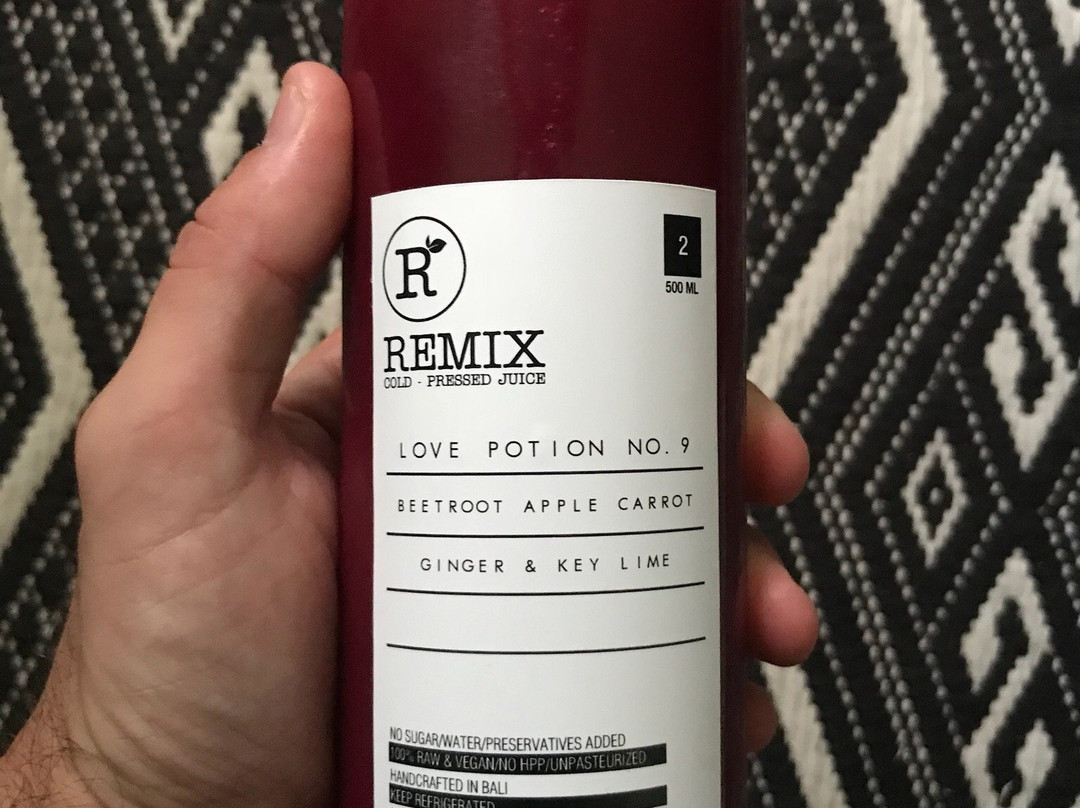 R
2
500 ML
REMIX
COLD - PRESSED JUICE
LOVE POTION NO. 9
BEETROOT APPLE CARROT
GINGER & KEY LIME
NO SUGAR/WATER/PRESERVATIVES ADDED
100% RAW & VEGAN/NO HPP/UNPASTEURIZED
HANDCRAFTED IN BALI
KEEP REFRIGERATED